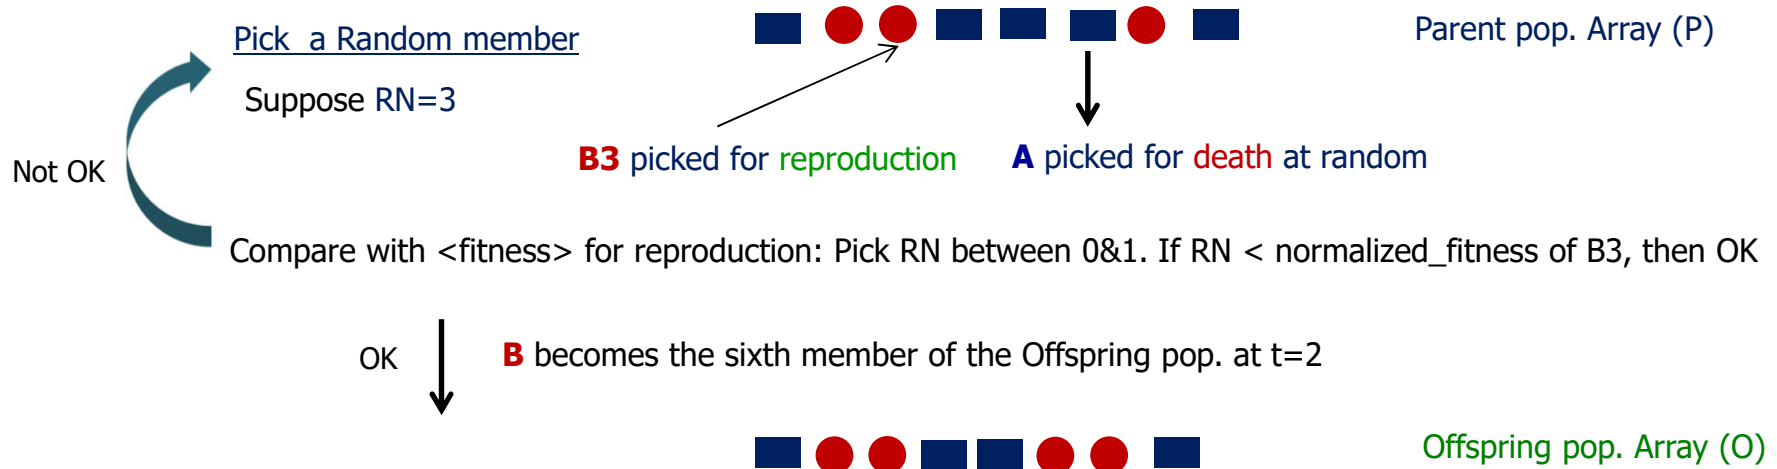 Pick a Random member
Parent pop. Array (P)
Suppose RN=3
B3 picked for reproduction
A picked for death at random
Not OK
Compare with <fitness> for reproduction: Pick RN between 0&1. If RN < normalized_fitness of B3, then OK
OK
B becomes the sixth member of the Offspring pop. at t=2
Offspring pop. Array (O)